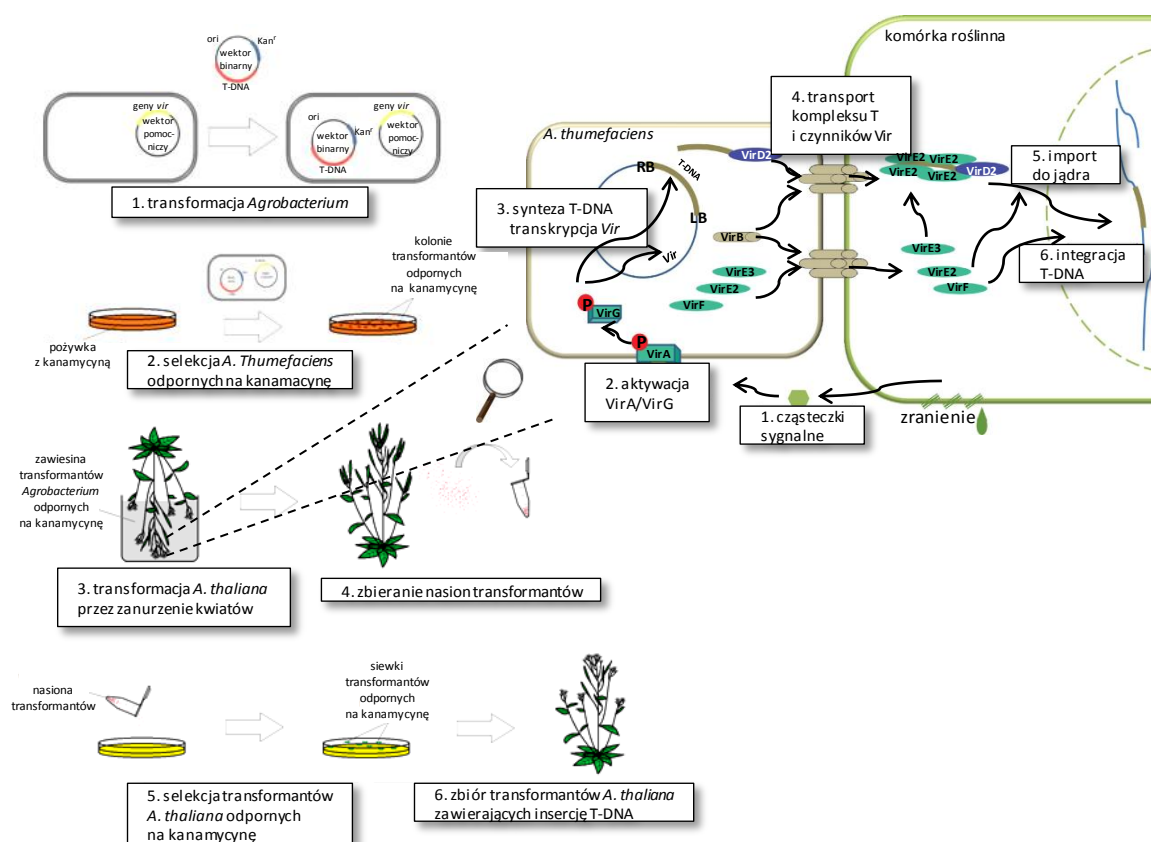 ori
Kanʳ
wektor
binarny
T-DNA
geny vir
wektor
pomoc-
niczy
ori
wektor
binarny
Kanʳ
T-DNA
geny vir
wektor
pomoc-
niczy
1. transformacja Agrobacterium
kolonie
transformantów
odpornych
na kanamycynę
pożywka
z kanamycyną
2. selekcja A. Thumefaciens
odpornych na kanamacynę
zawiesina
transformantów
Agrobacterium
odpornych
na kanamycynę
3. transformacja A. thaliana
przez zanurzenie kwiatów
4. zbieranie nasion transformantów
nasiona
transformantów
siewki
transformantów
odpornych
na kanamycynę
5. selekcja transformantów
A. thaliana odpornych
na kanamycynę
6. zbiór transformantów A. thaliana
zawierających insercję T-DNA
A. thumefaciens
komórka roślinna
4. transport
kompleksu T
i czynników Vir
VirD2
RB
T-DNA
LB
Vir
3. synteza T-DNA
transkrypcja Vir
VirB
VirE3
VirE2
VirF
P
VirG
P
VirA
2. aktywacja
VirA/VirG
1. cząsteczki
sygnalne
zranienie
VirE2
VirE2
VirE2
VirE2
VirD2
5. import
do jądra
VirE3
VirE2
VirF
6. integracja
T-DNA